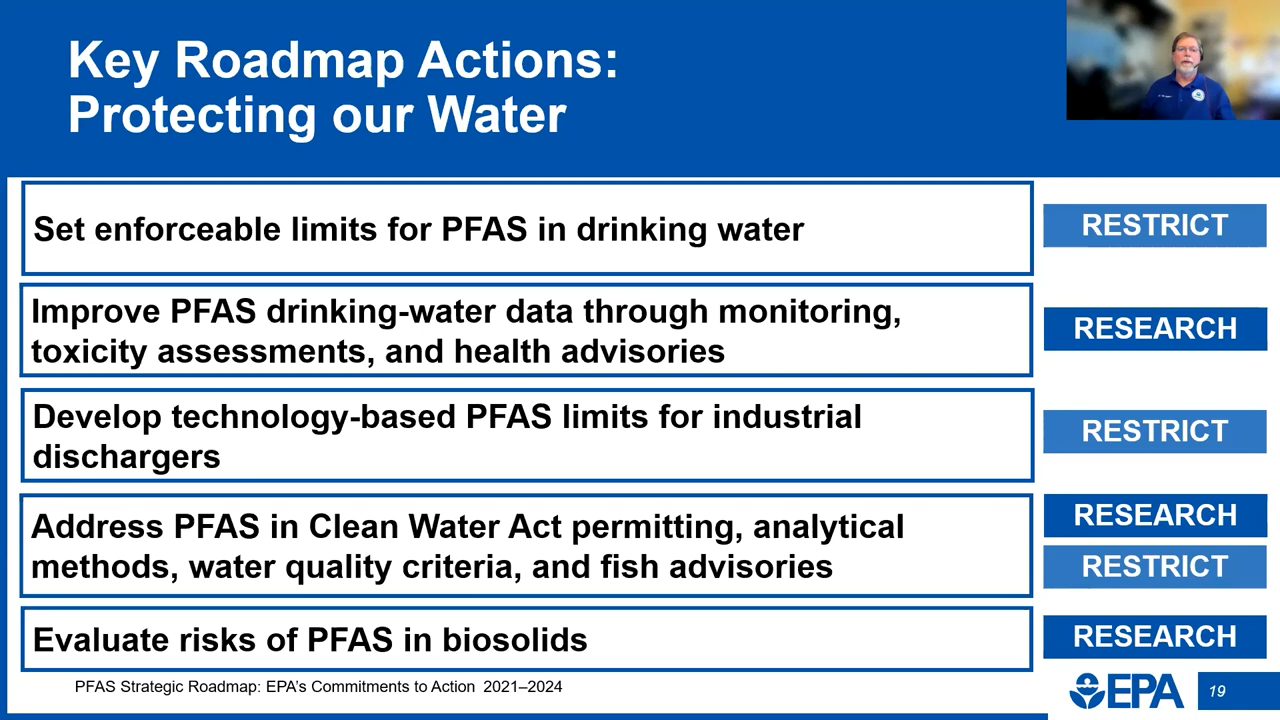 Key Roadmap Actions:
Protecting our Water
Set enforceable limits for PFAS in drinking water
RESTRICT
Improve PFAS drinking-water data through monitoring,
toxicity assessments, and health advisories
RESEARCH
Develop technology-based PFAS limits for industrial
dischargers
RESTRICT
Address PFAS in Clean Water Act permitting, analytical
methods, water quality criteria, and fish advisories
RESEARCH
RESTRICT
Evaluate risks of PFAS in biosolids
RESEARCH
PFAS Strategic Roadmap: EPA's Commitments to Action 2021–2024
EPA
19